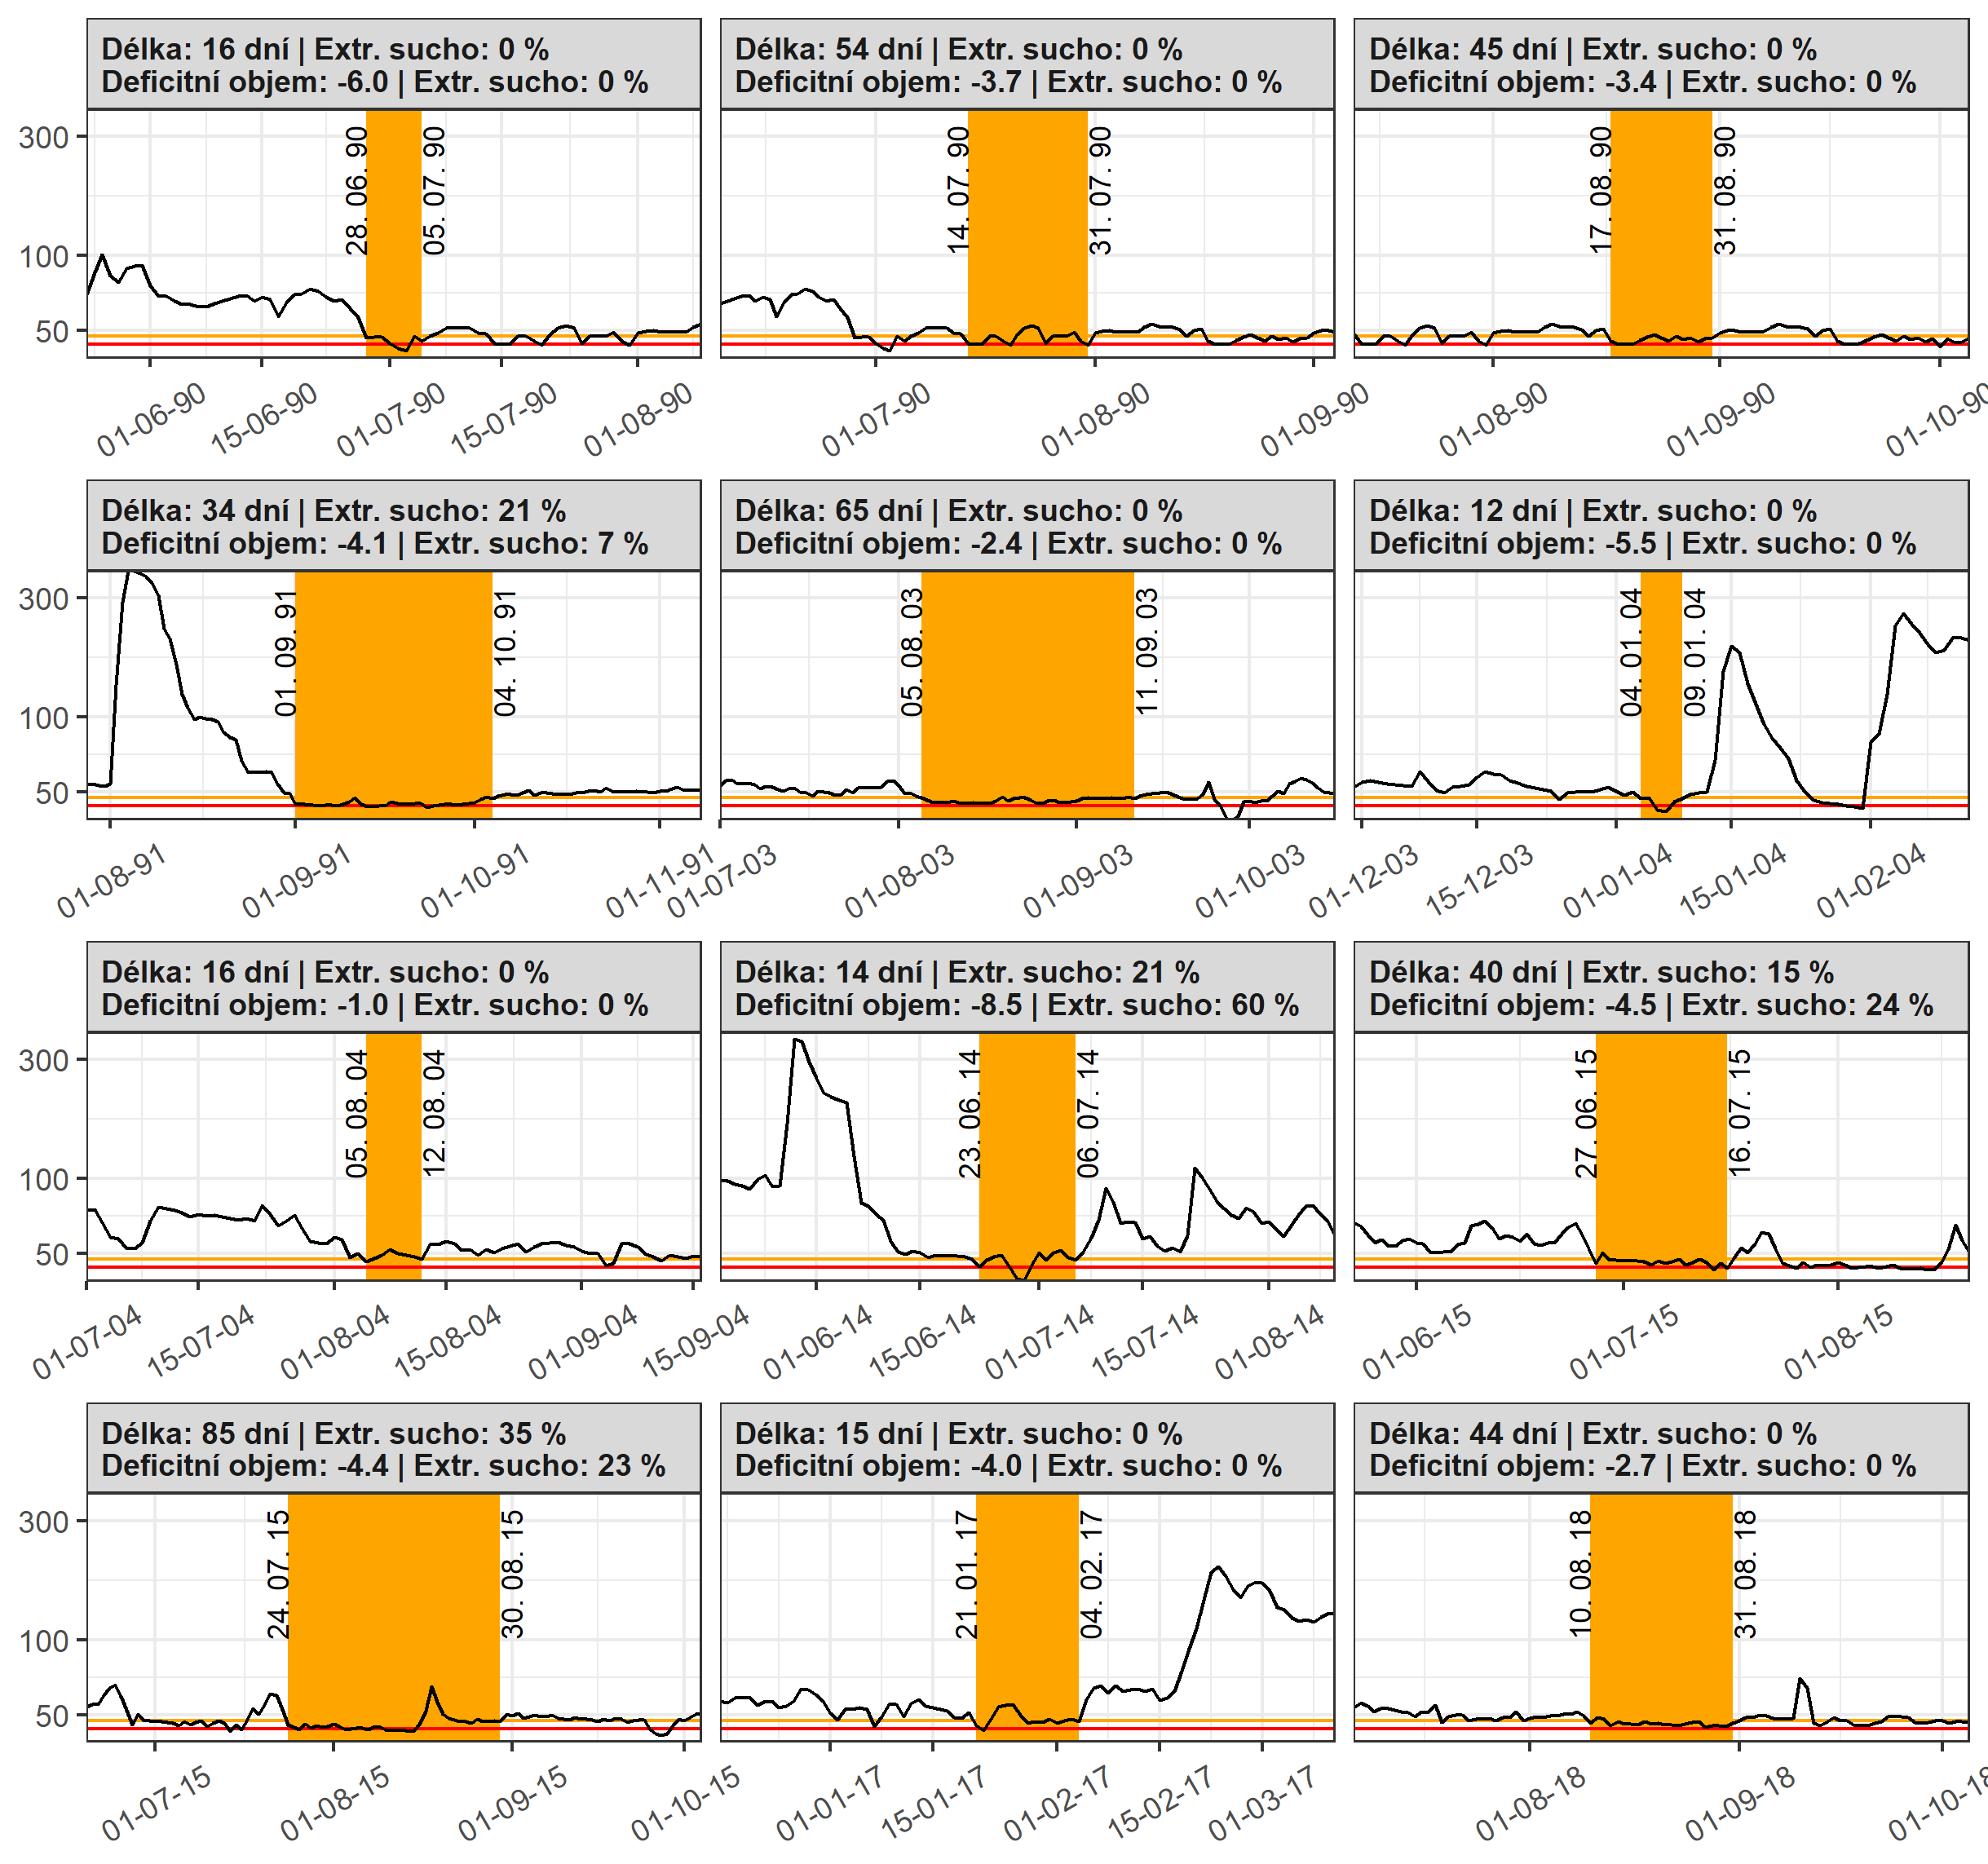 Délka: 16 dní | Extr. sucho: 0 %
Deficitní objem: -6.0 | Extr. sucho: 0 %
Délka: 54 dní | Extr. sucho: 0 %
Deficitní objem: -3.7 | Extr. sucho: 0 %
Délka: 45 dní | Extr. sucho: 0 %
Deficitní objem: -3.4 | Extr. sucho: 0 %
300
100
50
28. 06. 90
05. 07. 90
14. 07. 90
31. 07. 90
17. 08. 90
31. 08. 90
01-06-90
15-06-90
01-07-90
15-07-90
01-08-90
01-07-90
01-08-90
01-09-90
01-08-90
01-09-90
01-10-90
Délka: 34 dní | Extr. sucho: 21 %
Deficitní objem: -4.1 | Extr. sucho: 7 %
Délka: 65 dní | Extr. sucho: 0 %
Deficitní objem: -2.4 | Extr. sucho: 0 %
Délka: 12 dní | Extr. sucho: 0 %
Deficitní objem: -5.5 | Extr. sucho: 0 %
300
100
50
01. 09. 91
04. 10. 91
05. 08. 03
11. 09. 03
04. 01. 04
09. 01. 04
01-08-91
01-09-91
01-10-91
01-11-91
01-07-03
01-08-03
01-09-03
01-10-03
01-12-03
15-12-03
01-01-04
15-01-04
01-02-04
Délka: 16 dní | Extr. sucho: 0 %
Deficitní objem: -1.0 | Extr. sucho: 0 %
Délka: 14 dní | Extr. sucho: 21 %
Deficitní objem: -8.5 | Extr. sucho: 60 %
Délka: 40 dní | Extr. sucho: 15 %
Deficitní objem: -4.5 | Extr. sucho: 24 %
300
100
50
05. 08. 04
12. 08. 04
23. 06. 14
06. 07. 14
27. 06. 15
16. 07. 15
01-07-04
15-07-04
01-08-04
15-08-04
01-09-04
15-09-04
01-06-14
15-06-14
01-07-14
15-07-14
01-08-14
01-06-15
01-07-15
01-08-15
Délka: 85 dní | Extr. sucho: 35 %
Deficitní objem: -4.4 | Extr. sucho: 23 %
Délka: 15 dní | Extr. sucho: 0 %
Deficitní objem: -4.0 | Extr. sucho: 0 %
Délka: 44 dní | Extr. sucho: 0 %
Deficitní objem: -2.7 | Extr. sucho: 0 %
300
100
50
24. 07. 15
30. 08. 15
21. 01. 17
04. 02. 17
10. 08. 18
31. 08. 18
01-07-15
01-08-15
01-09-15
01-10-15
01-01-17
15-01-17
01-02-17
15-02-17
01-03-17
01-08-18
01-09-18
01-10-18